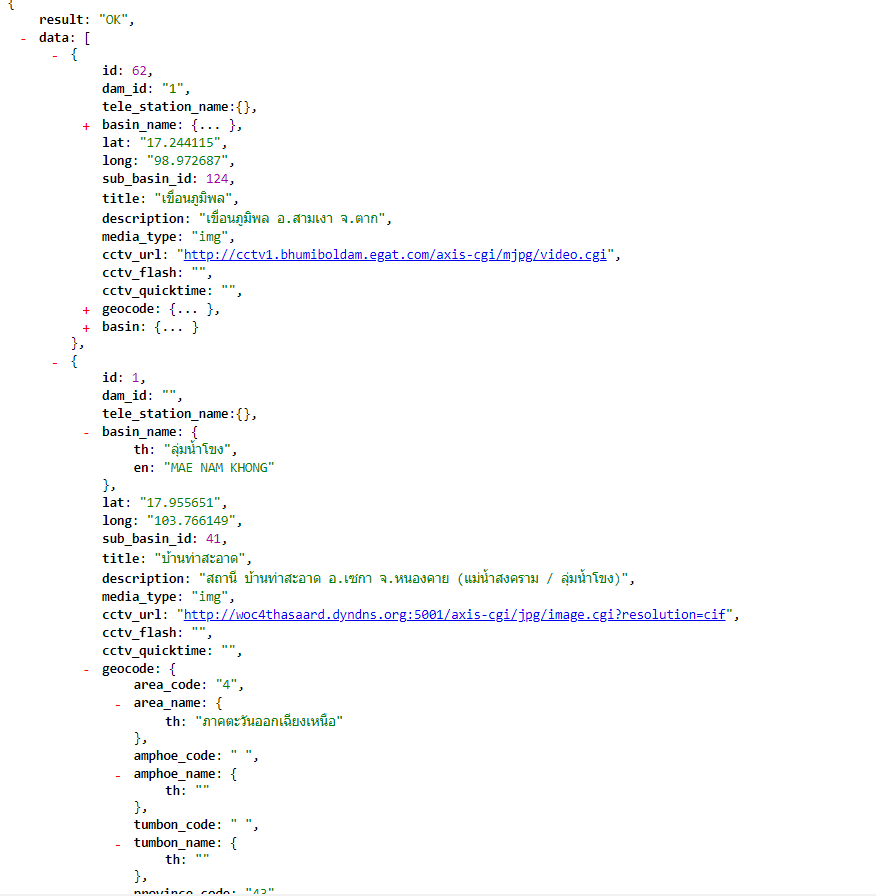 {
result: "OK",
- data: [
- {
id: 62,
dam_id: "1",
tele_station_name:{},
+ basin_name: {... },
lat: "17.244115",
long: "98.972687",
sub_basin_id: 124,
title: "เขื่อนภูมิพล",
description: "เขื่อนภูมิพล อ.สามเงา จ.ตาก",
media_type: "img",
cctv_url: "http://cctv1.bhumiboldam.egat.com/axis-cgi/mjpg/video.cgi",
cctv_flash: "",
cctv_quicktime: "",
+ geocode: {... },
+ basin: {... }
},
- {
id: 1,
dam_id: "",
tele_station_name:{},
- basin_name: {
th: "ลุ่มน้ำโขง",
en: "MAE NAM KHONG"
},
lat: "17.955651",
long: "103.766149",
sub_basin_id: 41,
title: "บ้านท่าสะอาด",
description: "สถานี บ้านท่าสะอาด อ.เซกา จ.หนองคาย (แม่น้ำสงคราม / ลุ่มน้ำโขง)",
media_type: "img",
cctv_url: "http://woc4thasaard.dyndns.org:5001/axis-cgi/jpg/image.cgi?resolution=cif",
cctv_flash: "",
cctv_quicktime: "",
- geocode: {
area_code: "4",
- area_name: {
th: "ภาคตะวันออกเฉียงเหนือ"
},
amphoe_code: " ",
- amphoe_name: {
th: ""
},
tumbon_code: " ",
- tumbon_name: {
th: ""
},
province_code: "43"